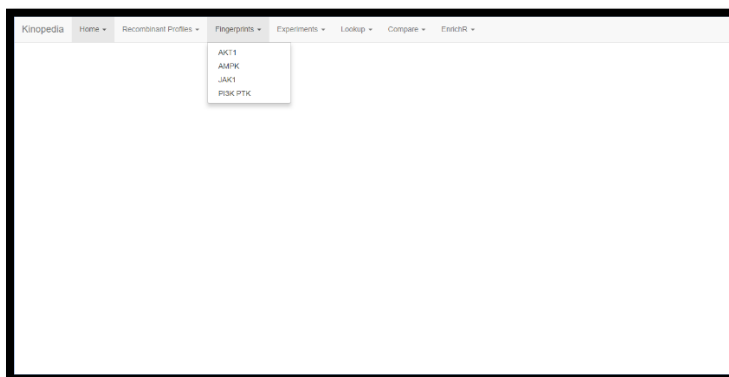 Kinopedia Home Recombinant Profiles Fingerprints Experiments Lookup Compare EnrichR
AKT1
AMPK
JAK1
PI3K PTK